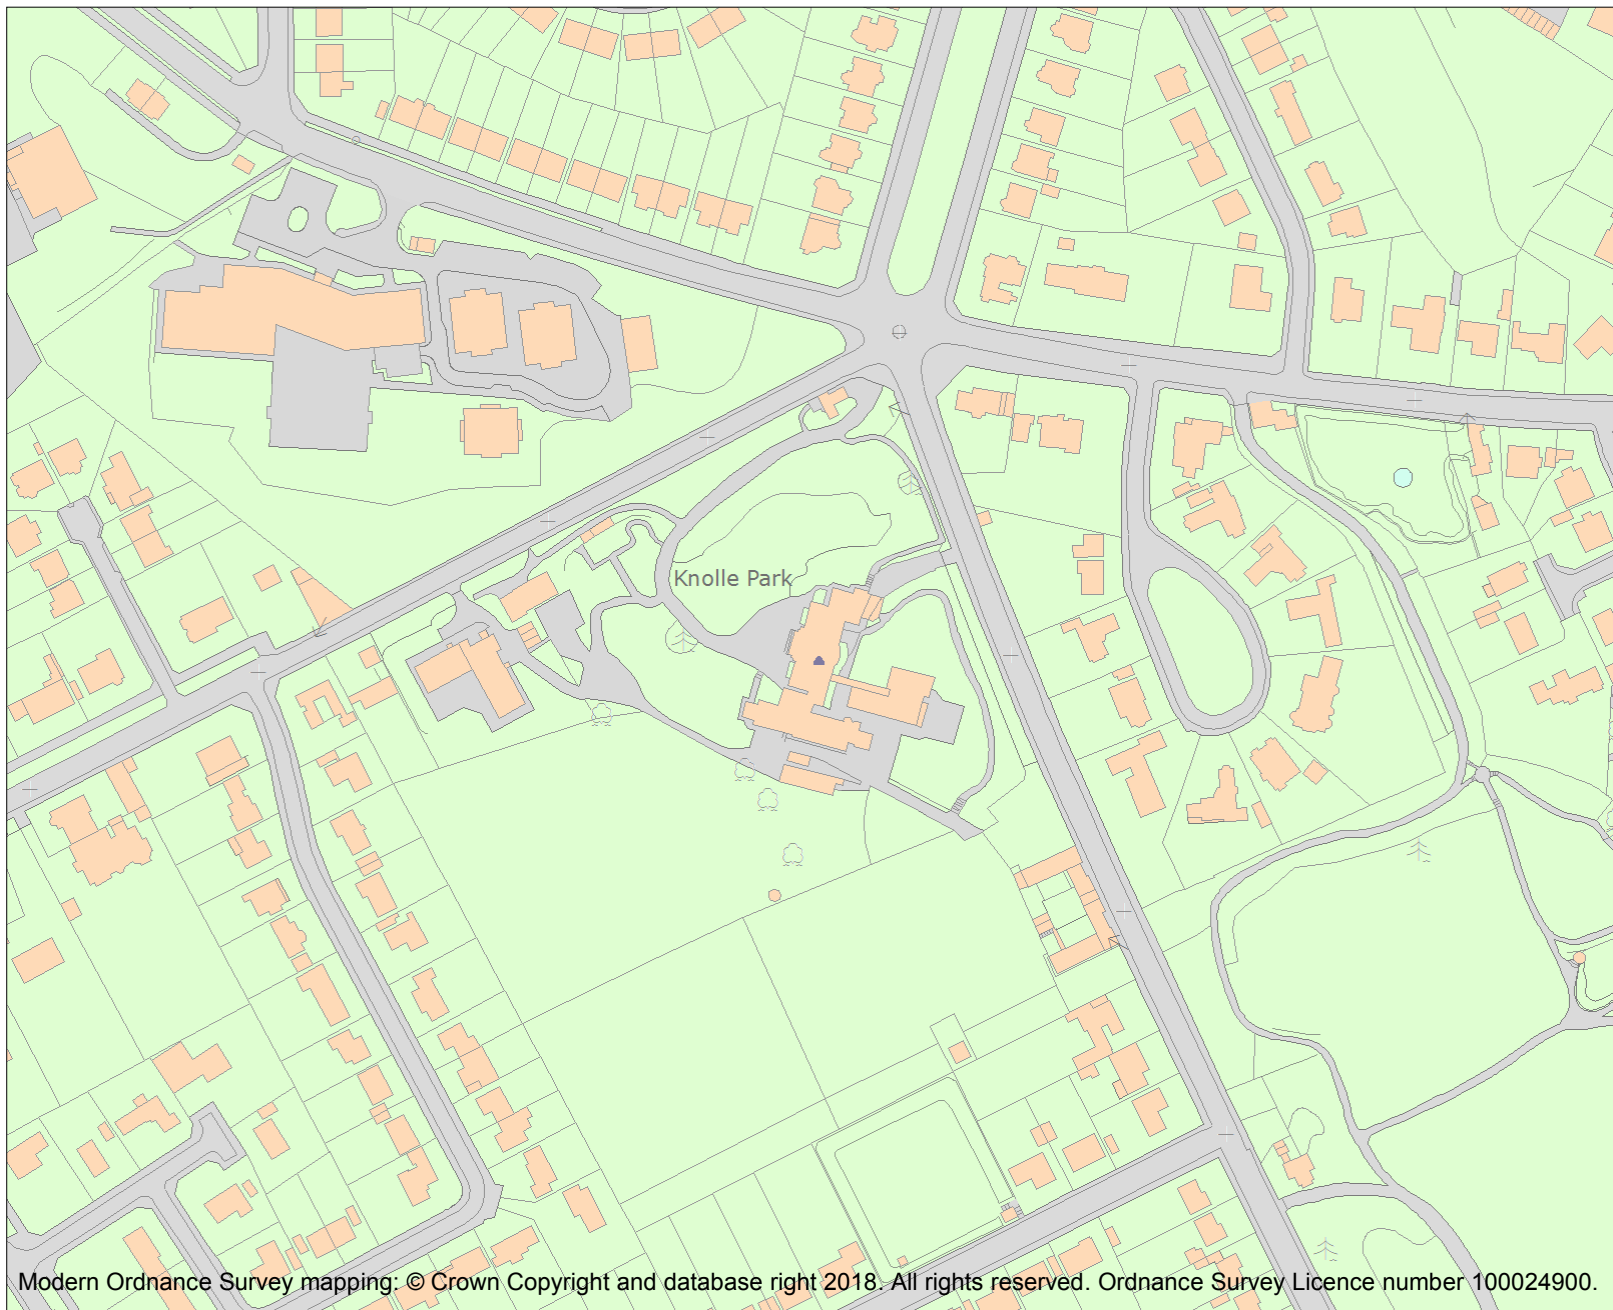 Knolle Park
Modern Ordnance Survey mapping: © Crown Copyright and database right 2018. All rights reserved. Ordnance Survey Licence number 100024900.